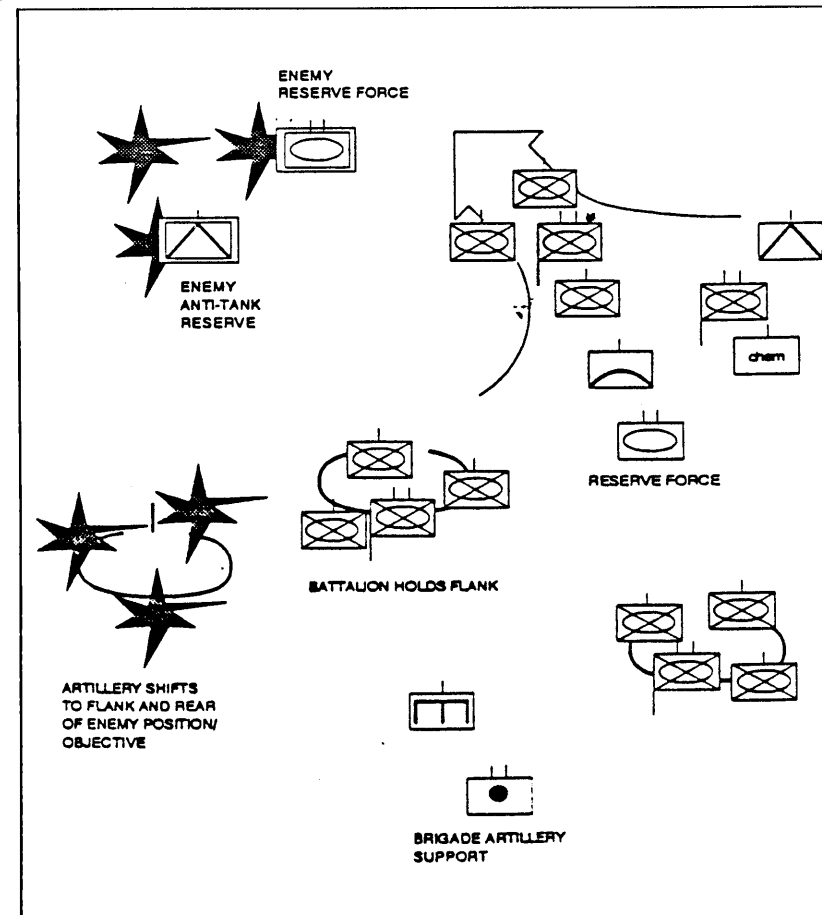 ENEMY
RESERVE FORCE
ENEMY
ANTI-TANK
RESERVE
chem
RESERVE FORCE
BATTALION HOLDS FLANK
ARTILLERY SHIFTS
TO FLANK AND REAR
OF ENEMY POSITION/
OBJECTIVE
BRIGADE ARTILLERY
SUPPORT